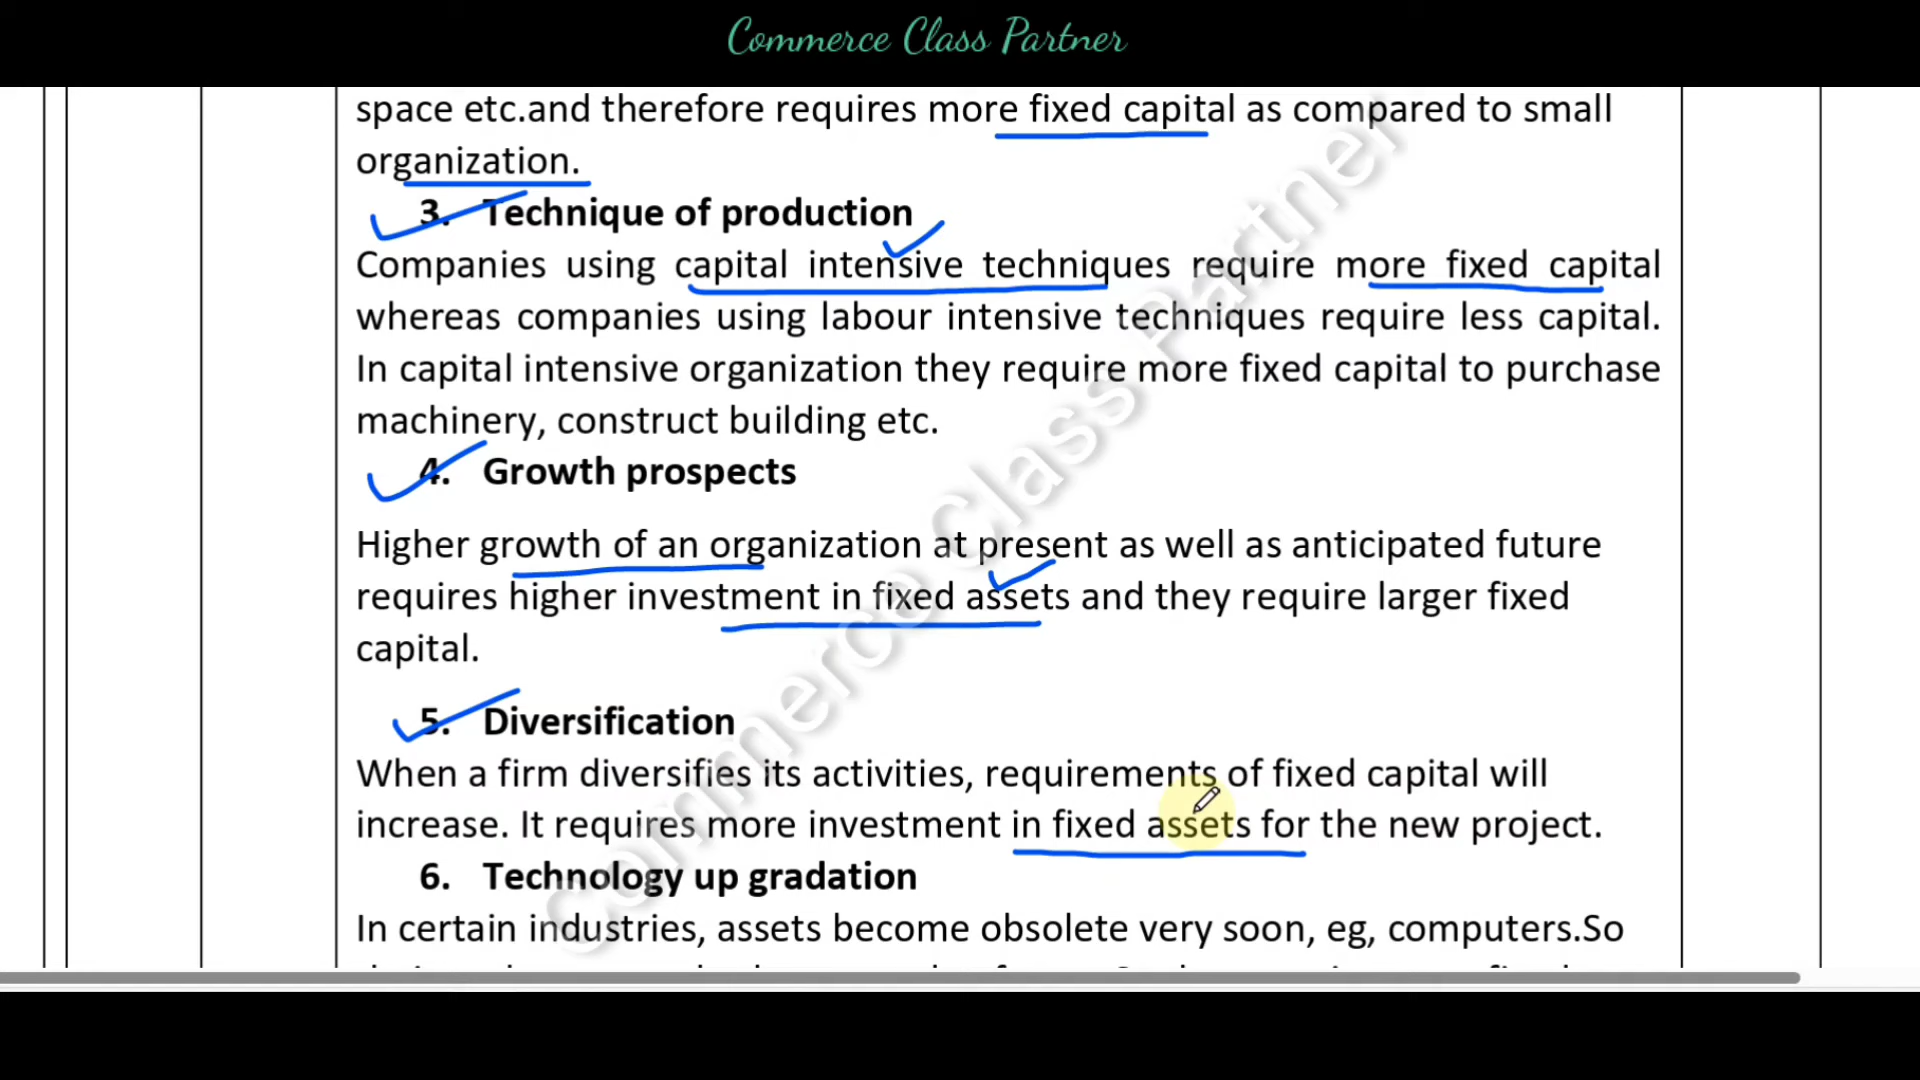 Commerce Class Partner
space etc.and therefore requires more fixed capital as compared to small
organization.
3. Technique of production
Companies using capital intensive techniques require more fixed capital
whereas companies using labour intensive techniques require less capital.
In capital intensive organization they require more fixed capital to purchase
machinery, construct building etc.
4. Growth prospects
Higher growth of an organization at present as well as anticipated future
requires higher investment in fixed assets and they require larger fixed
capital.
5. Diversification
When a firm diversifies its activities, requirements of fixed capital will
increase. It requires more investment in fixed assets for the new project.
6. Technology up gradation
In certain industries, assets become obsolete very soon, eg, computers.So
Commerce Class Partner